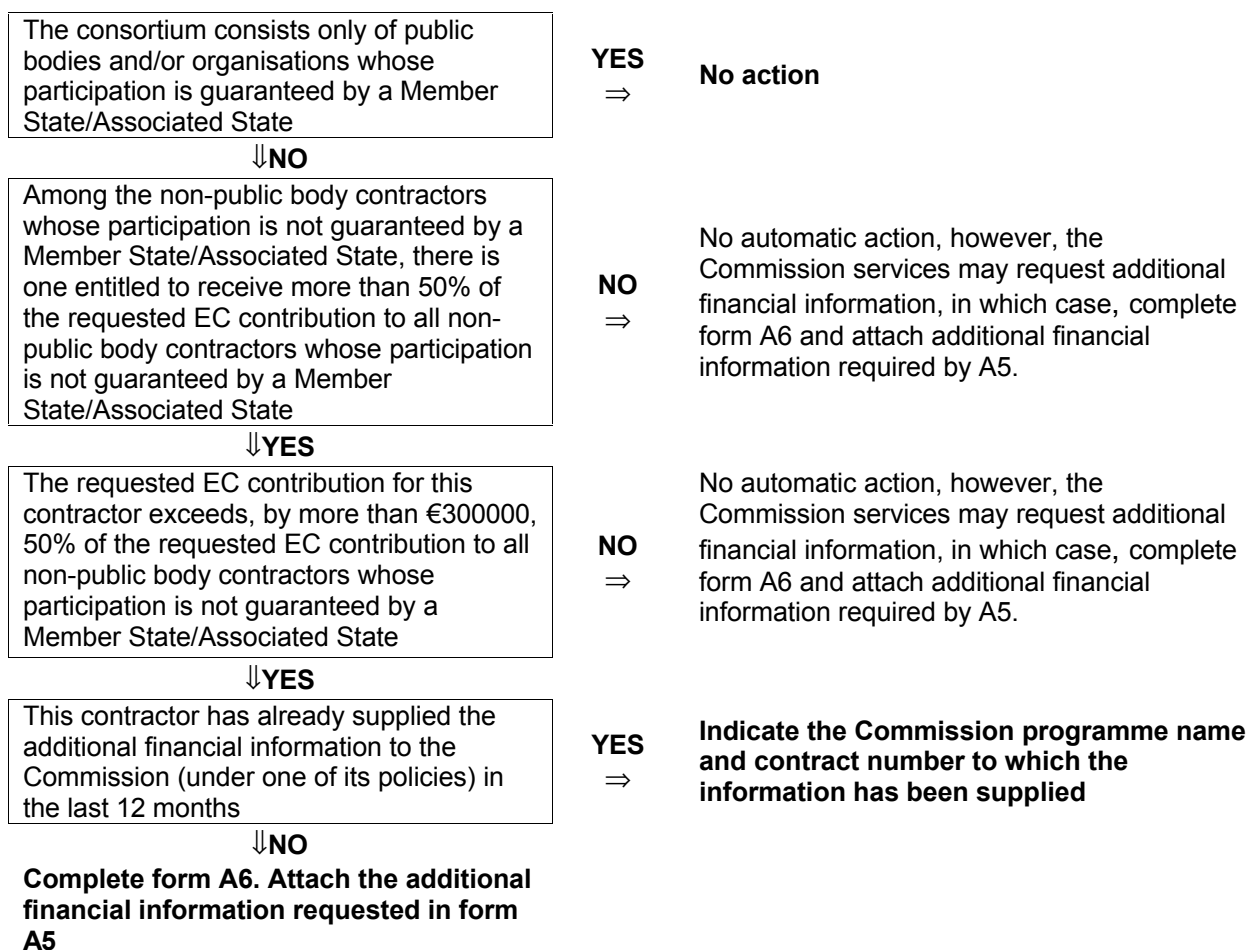 The consortium consists only of public
bodies and/or organisations whose
participation is guaranteed by a Member
State/Associated State
YES
⇒
No action
⇓NO
Among the non-public body contractors
whose participation is not guaranteed by a
Member State/Associated State, there is
one entitled to receive more than 50% of
the requested EC contribution to all non-
public body contractors whose participation
is not guaranteed by a Member
State/Associated State
NO
⇒
No automatic action, however, the
Commission services may request additional
financial information, in which case, complete
form A6 and attach additional financial
information required by A5.
⇓YES
The requested EC contribution for this
contractor exceeds, by more than €300000,
50% of the requested EC contribution to all
non-public body contractors whose
participation is not guaranteed by a
Member State/Associated State
NO
⇒
No automatic action, however, the
Commission services may request additional
financial information, in which case, complete
form A6 and attach additional financial
information required by A5.
⇓YES
This contractor has already supplied the
additional financial information to the
Commission (under one of its policies) in
the last 12 months
YES
⇒
Indicate the Commission programme name
and contract number to which the
information has been supplied
⇓NO
Complete form A6. Attach the additional
financial information requested in form
A5